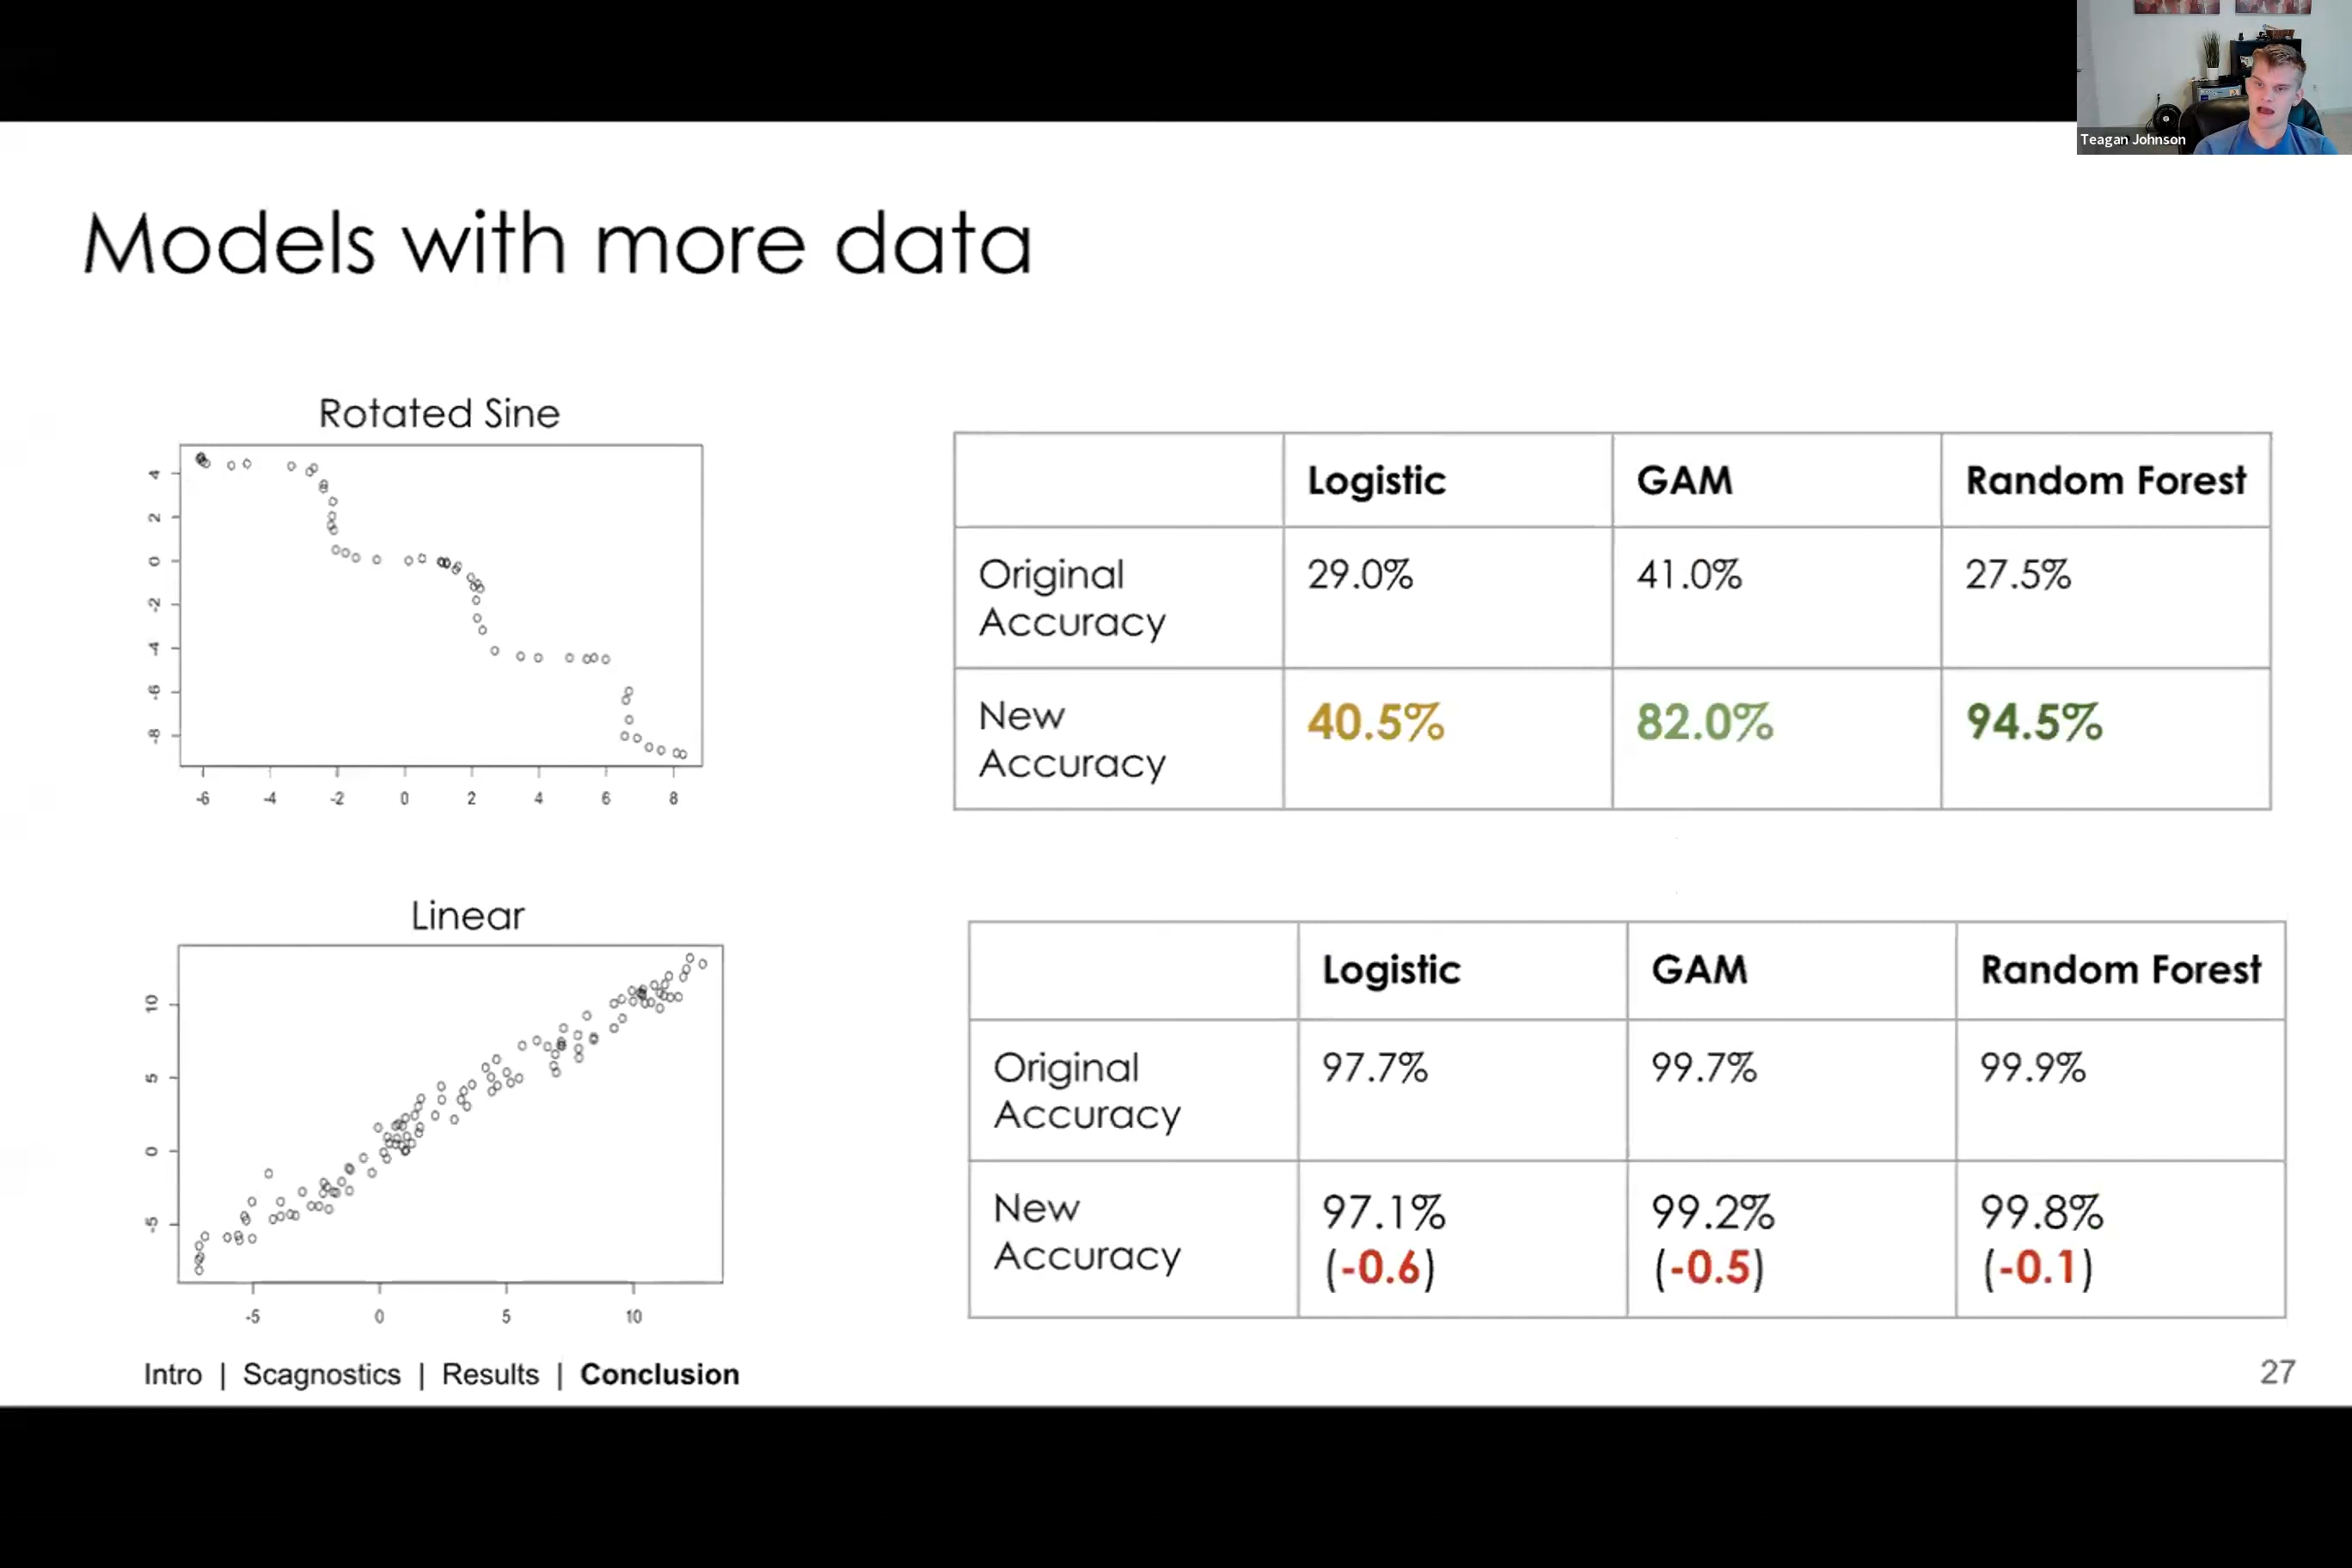 Teagan Johnson
Models with more data
Rotated Sine
4
2
0
-2
-4
-6
-8
-6 -4 -2 0 2 4 6 8
Logistic GAM Random Forest
Original 29.0% 41.0% 27.5%
Accuracy
New 40.5% 82.0% 94.5%
Accuracy
Linear
10
5
0
-5
-5 0 5 10
Logistic GAM Random Forest
Original 97.7% 99.7% 99.9%
Accuracy
New 97.1% 99.2% 99.8%
Accuracy (-0.6) (-0.5) (-0.1)
Intro | Scagnostics | Results | Conclusion
27